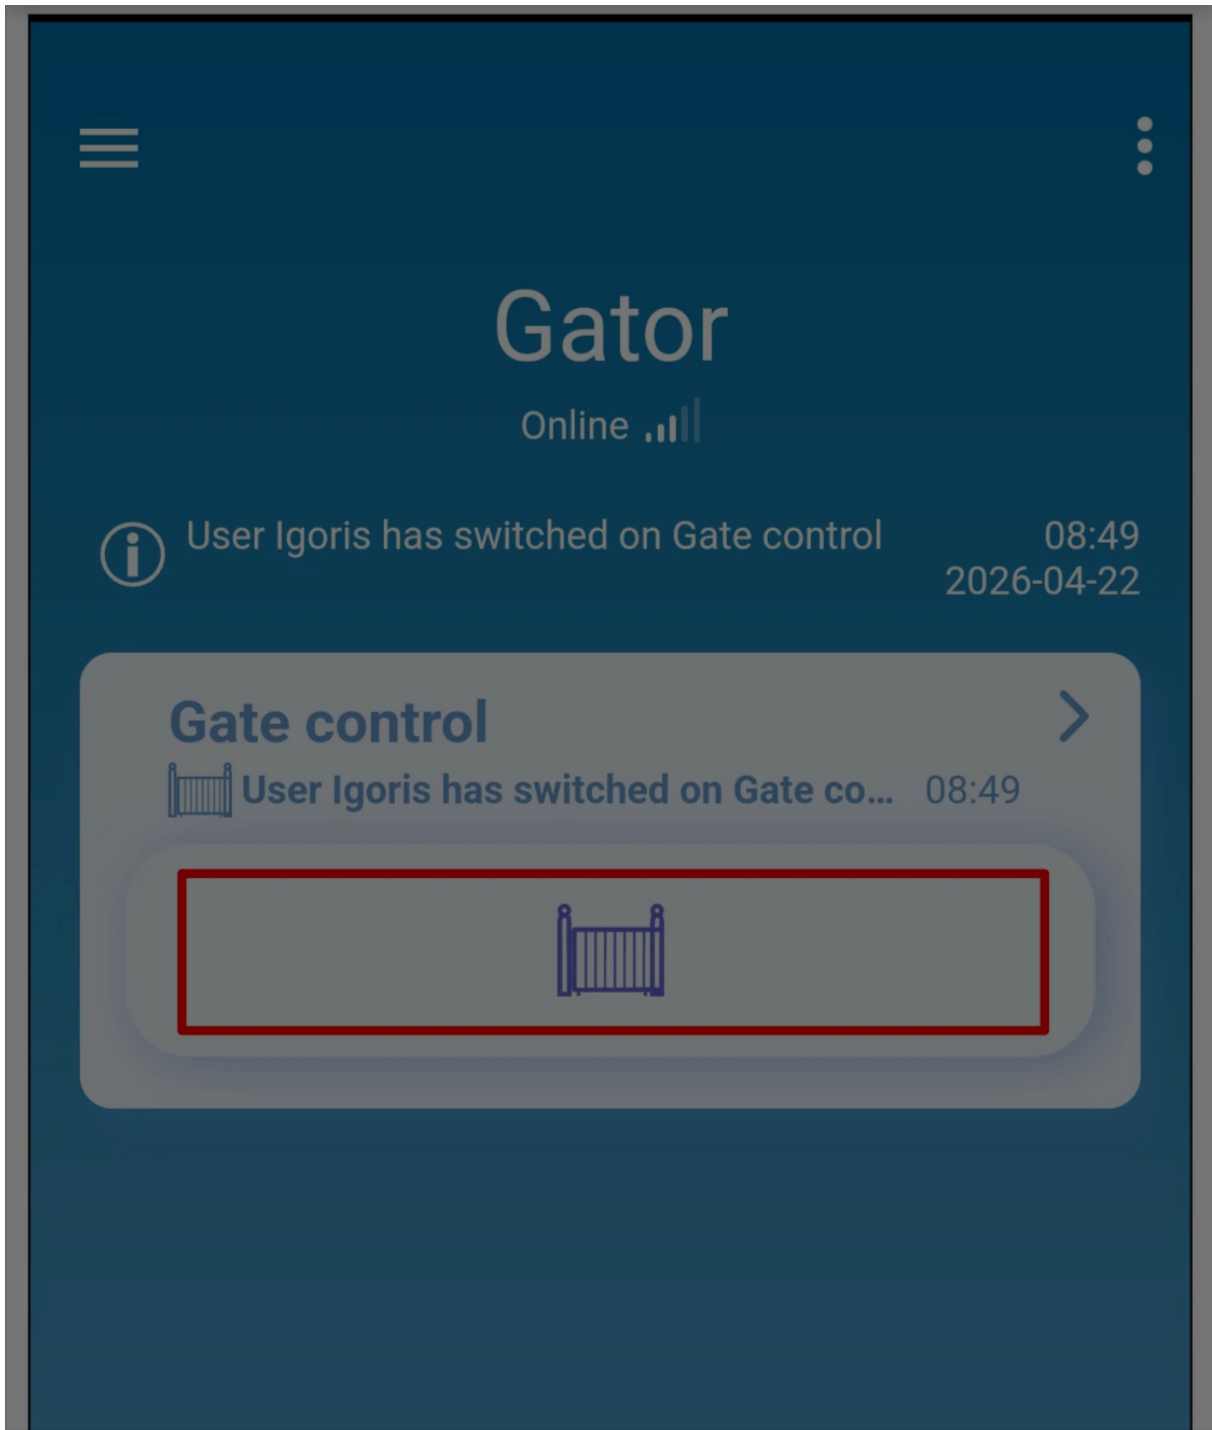 Gator
Online
User Igoris has switched on Gate control
08:49
2026-04-22
Gate control
User Igoris has switched on Gate co...
08:49